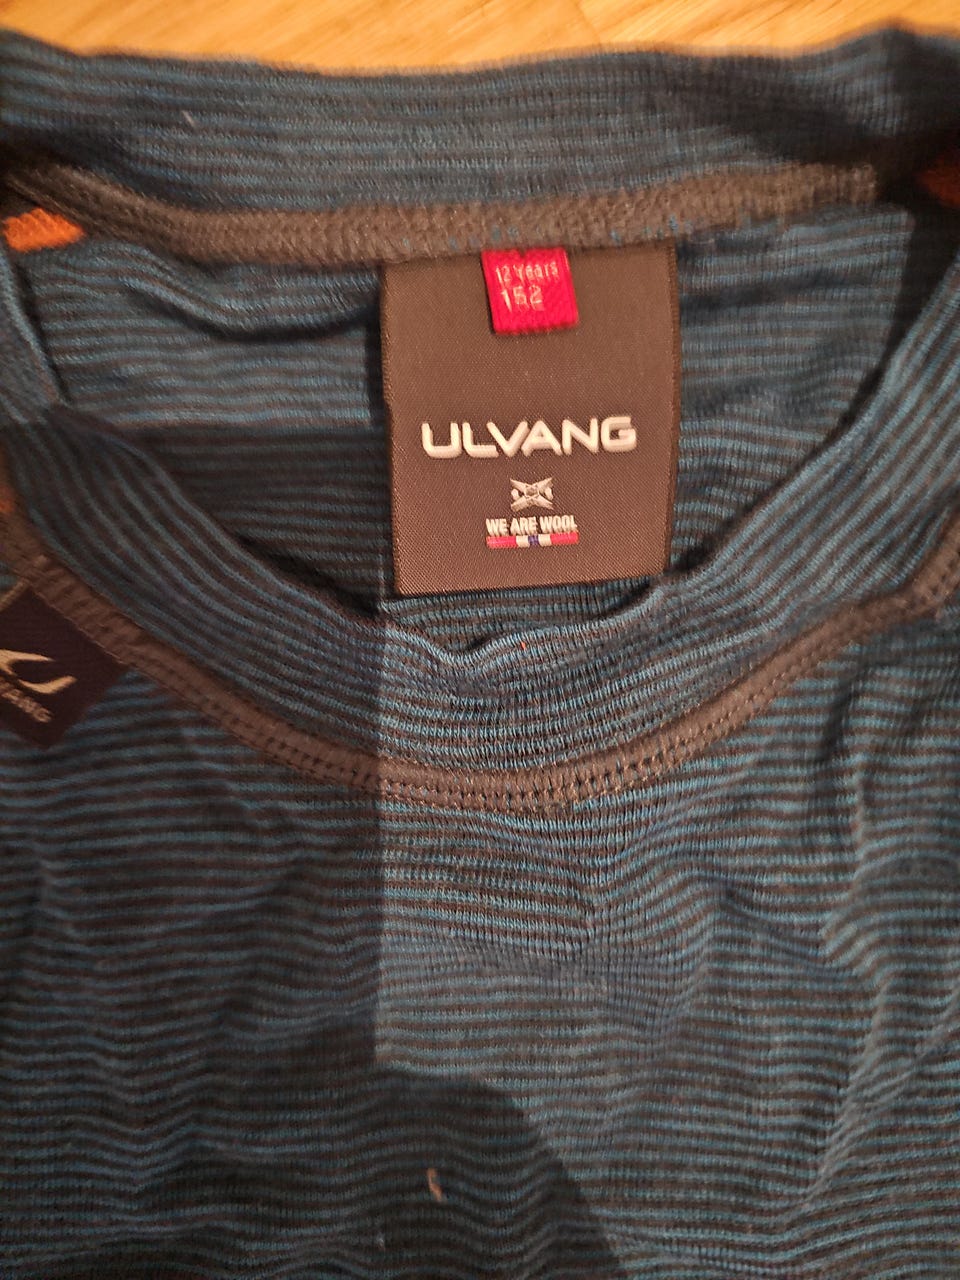 12 Years
152
ULVANG
WE ARE WOOL